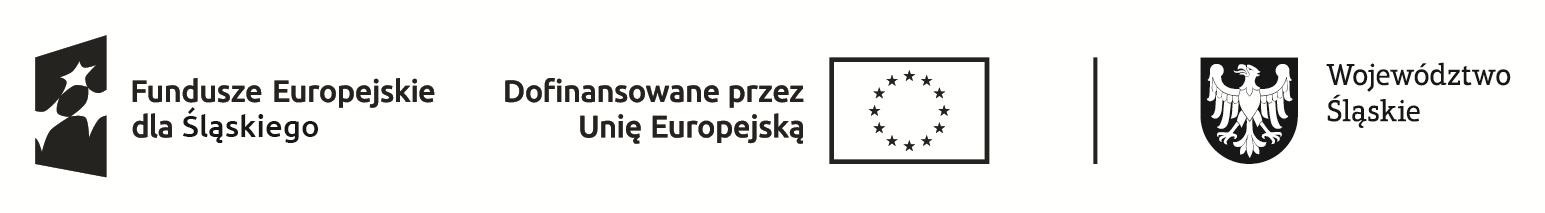 Fundusze Europejskie
dla Śląskiego
Dofinansowane przez
Unię Europejską
Województwo
Śląskie